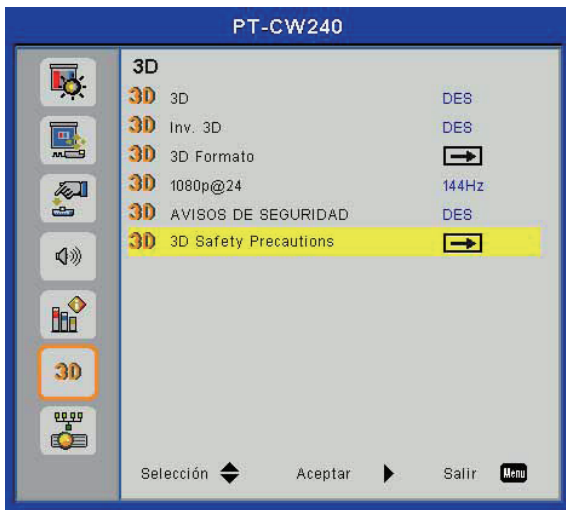 PT-CW240
3D
3D 3D DES
3D Inv. 3D DES
3D 3D Formato
3D 1080p@24 144Hz
3D AVISOS DE SEGURIDAD DES
3D 3D Safety Precautions
3D
Selección Aceptar Salir Menu